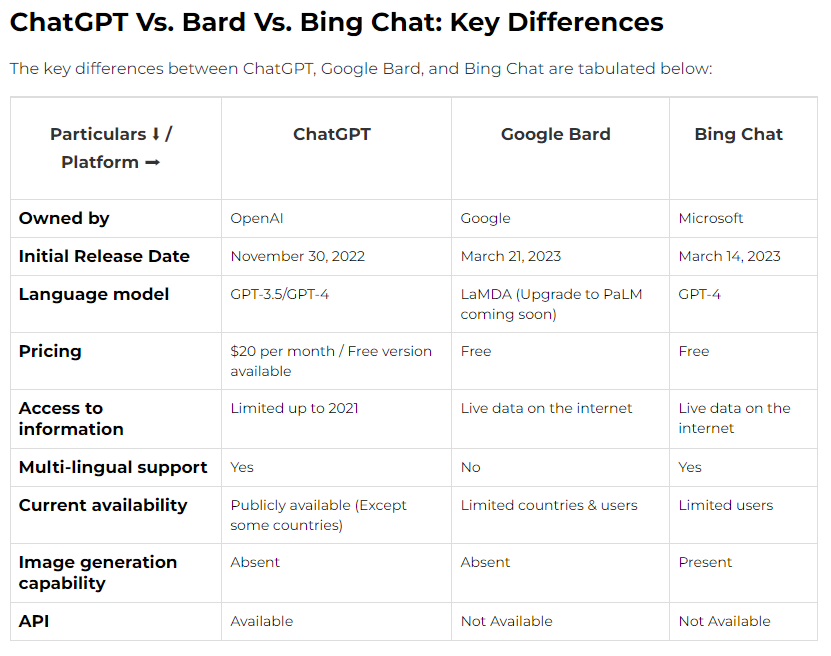 ChatGPT Vs. Bard Vs. Bing Chat: Key Differences
The key differences between ChatGPT, Google Bard, and Bing Chat are tabulated below:
Particulars ⬇ /
Platform ➡
ChatGPT
Google Bard
Bing Chat
Owned by
OpenAI
Google
Microsoft
Initial Release Date
November 30, 2022
March 21, 2023
March 14, 2023
Language model
GPT-3.5/GPT-4
LaMDA (Upgrade to PaLM
coming soon)
GPT-4
Pricing
$20 per month / Free version
available
Free
Free
Access to
information
Limited up to 2021
Live data on the internet
Live data on the
internet
Multi-lingual support
Yes
No
Yes
Current availability
Publicly available (Except
some countries)
Limited countries & users
Limited users
Image generation
capability
Absent
Absent
Present
API
Available
Not Available
Not Available